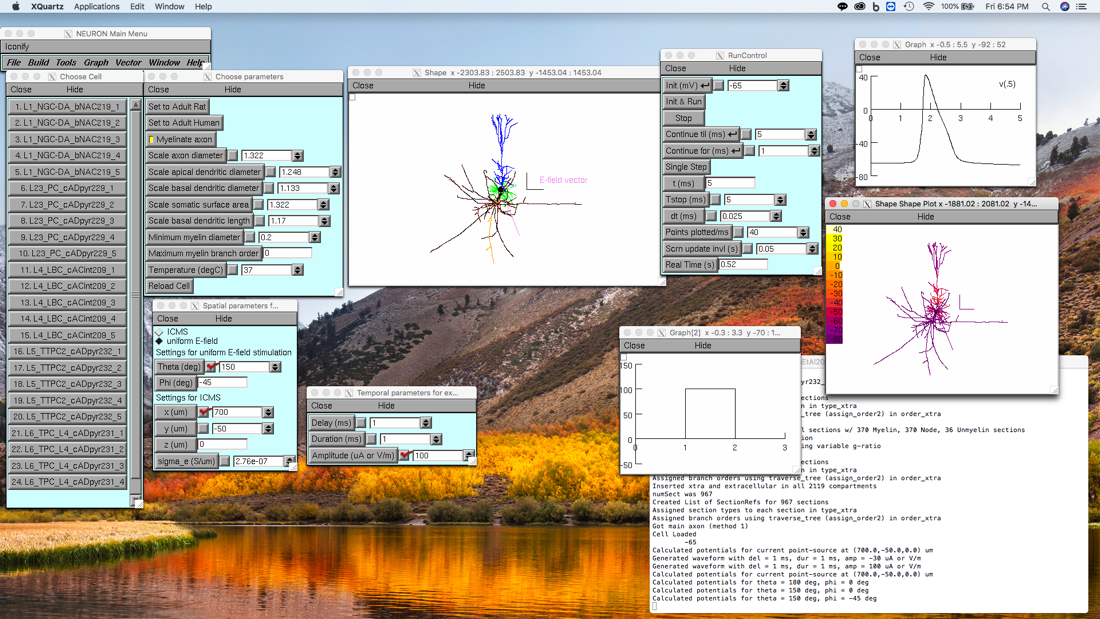 XQuartz Applications Edit Window Help
100% Fri 6:54 PM
NEURON Main Menu
Iconify
File Build Tools Graph Vector Window Help
Choose Cell
Close Hide
1. L1_NGC-DA_bNAC219_1
2. L1_NGC-DA_bNAC219_2
3. L1_NGC-DA_bNAC219_3
4. L1_NGC-DA_bNAC219_4
5. L1_NGC-DA_bNAC219_5
6. L23_PC_cADpyr229_1
7. L23_PC_cADpyr229_2
8. L23_PC_cADpyr229_3
9. L23_PC_cADpyr229_4
10. L23_PC_cADpyr229_5
11. L4_LBC_cACint209_1
12. L4_LBC_cACint209_2
13. L4_LBC_cACint209_3
14. L4_LBC_cACint209_4
15. L4_LBC_cACint209_5
16. L5_TTPC2_cADpyr232_1
17. L5_TTPC2_cADpyr232_2
18. L5_TTPC2_cADpyr232_3
19. L5_TTPC2_cADpyr232_4
20. L5_TTPC2_cADpyr232_5
21. L6_TPC_L4_cADpyr231_1
22. L6_TPC_L4_cADpyr231_2
23. L6_TPC_L4_cADpyr231_3
24. L6_TPC_L4_cADpyr231_4
Choose parameters
Close Hide
Set to Adult Rat
Set to Adult Human
Myelinate axon
Scale axon diameter 1.322
Scale apical dendritic diameter 1.248
Scale basal dendritic diameter 1.133
Scale somatic surface area 1.322
Scale basal dendritic length 1.17
Minimum myelin diameter 0.2
Maximum myelin branch order 0
Temperature (degC) 37
Reload Cell
Spatial parameters f...
Close Hide
ICMS
uniform E-field
Settings for uniform E-field stimulation
Theta (deg) 150
Phi (deg) -45
Settings for ICMS
x (um) 700
y (um) -50
z (um) 0
sigma_e (S/um) 2.76e-07
Temporal parameters for ex...
Close Hide
Delay (ms) 1
Duration (ms) 1
Amplitude (uA or V/m) 100
Shape x -2303.83 : 2503.83 y -1453.04 : 1453.04
Close Hide
E-field vector
RunControl
Close Hide
Init (mV) -65
Init & Run
Stop
Continue til (ms) 5
Continue for (ms) 1
Single Step
t (ms) 5
Tstop (ms) 5
dt (ms) 0.025
Points plotted/ms 40
Scrn update invl (s) 0.05
Real Time (s) 0.52
Graph x -0.5 : 5.5 y -92 : 52
Close Hide
40
v(.5)
0
0 1 2 3 4 5
-40
-80
Shape Shape Plot x -1881.02 : 2081.02 y -14...
Close Hide
40
30
20
10
0
-10
-20
-30
-40
-50
-60
-70
-80
Graph[2] x -0.3 : 3.3 y -70 : 1...
Close Hide
150
100
50
0
0 1 2 3
-50
in type_xtra
(assign_order2) in order_xtra
sections w/ 370 Myelin, 370 Node, 36 Unmyelin sections
variable g-ratio
in type_xtra
Assigned branch orders using traverse_tree (assign_order2) in order_xtra
Inserted xtra and extracellular in all 2119 compartments
numSect was 967
Created List of SectionRefs for 967 sections
Assigned section types to each section in type_xtra
Assigned branch orders using traverse_tree (assign_order2) in order_xtra
Got main axon (method 1)
Cell Loaded
-65
Calculated potentials for current point-source at (700.0,-50.0,0.0) um
Generated waveform with del = 1 ms, dur = 1 ms, amp = -30 uA or V/m
Generated waveform with del = 1 ms, dur = 1 ms, amp = 100 uA or V/m
Calculated potentials for current point-source at (700.0,-50.0,0.0) um
Calculated potentials for theta = 180 deg, phi = 0 deg
Calculated potentials for theta = 150 deg, phi = 0 deg
Calculated potentials for theta = 150 deg, phi = -45 deg